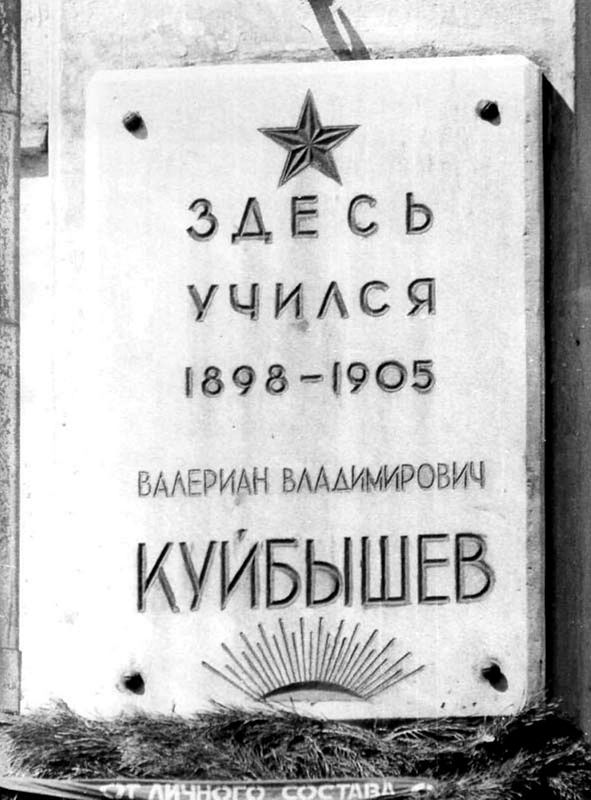 ЗДЕСЬ
УЧИЛСЯ
1898-1905
ВАЛЕРИАН ВЛАДИМИРОВИЧ
КУЙБЫШЕВ
ОТ ЛИЧНОГО СОСТАВА